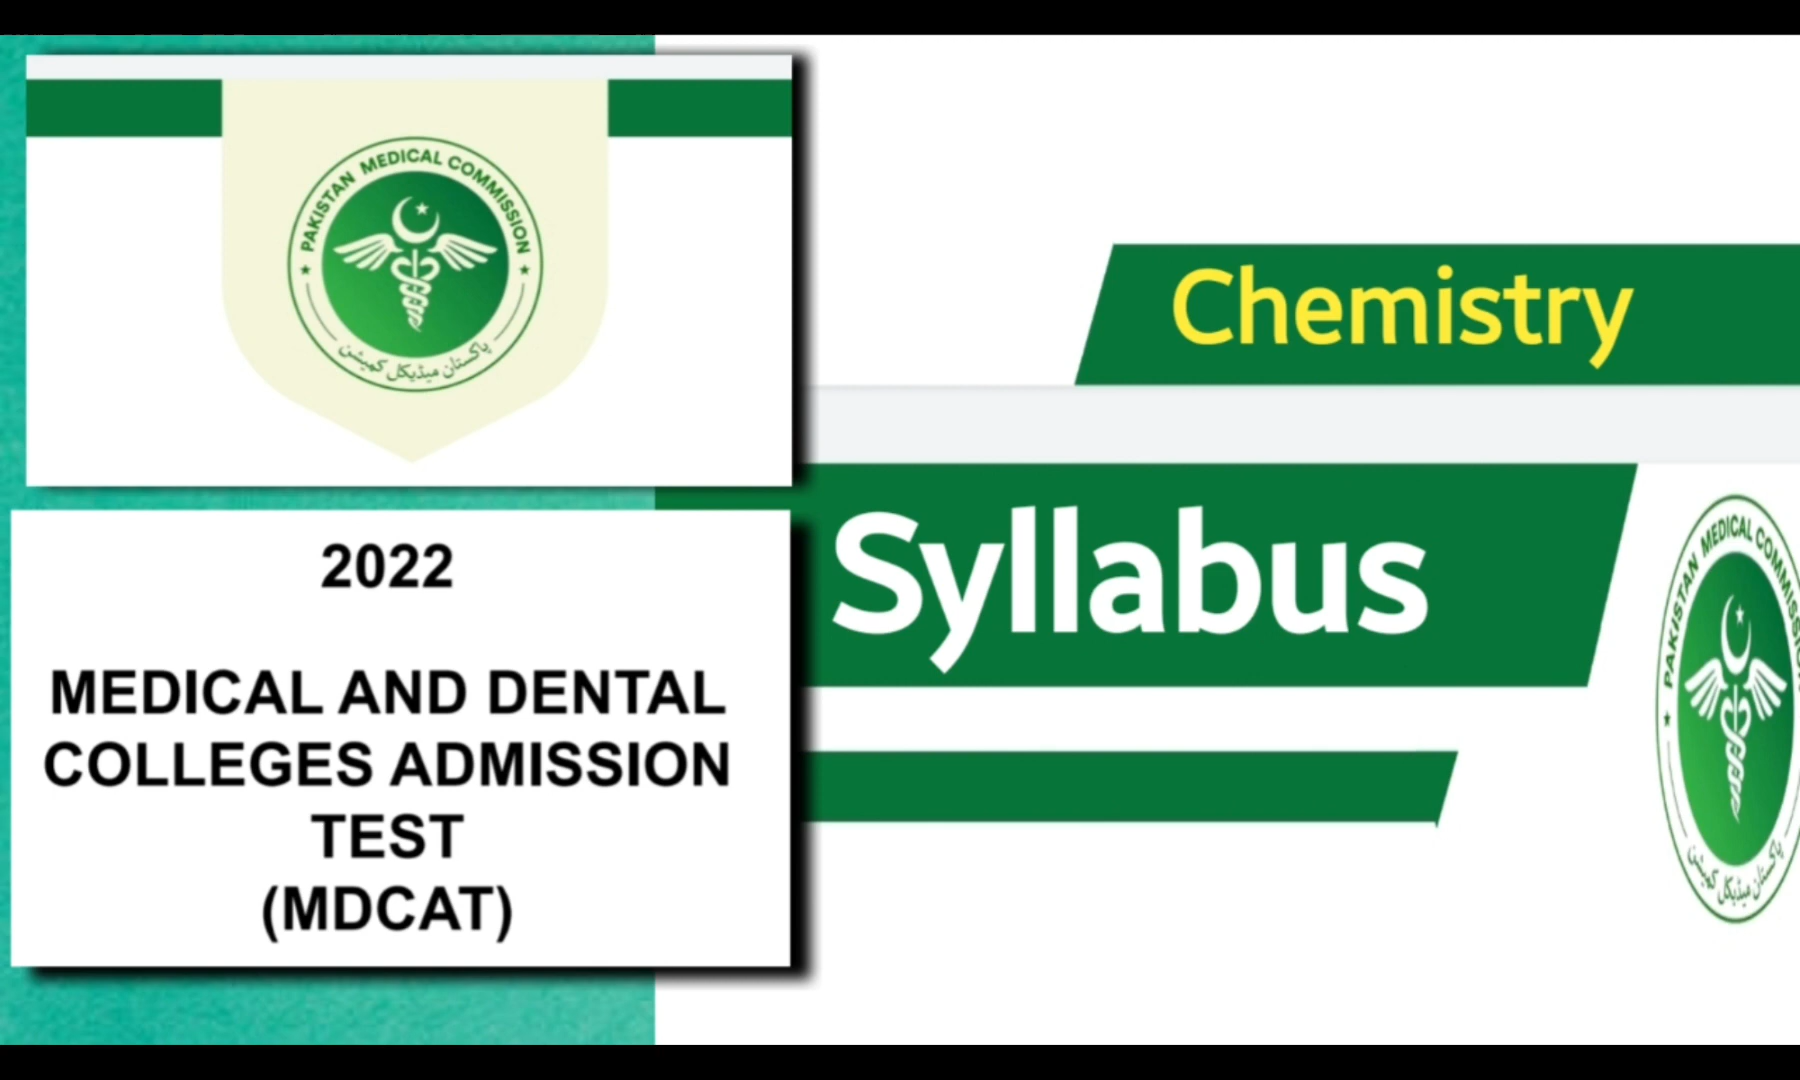 PAKISTAN MEDICAL COMMISSION
پاکستان میڈیکل کمیشن
2022
MEDICAL AND DENTAL
COLLEGES ADMISSION
TEST
(MDCAT)
Chemistry
Syllabus
PAKISTAN MEDICAL COMMISSION
پاکستان میڈیکل کمیشن